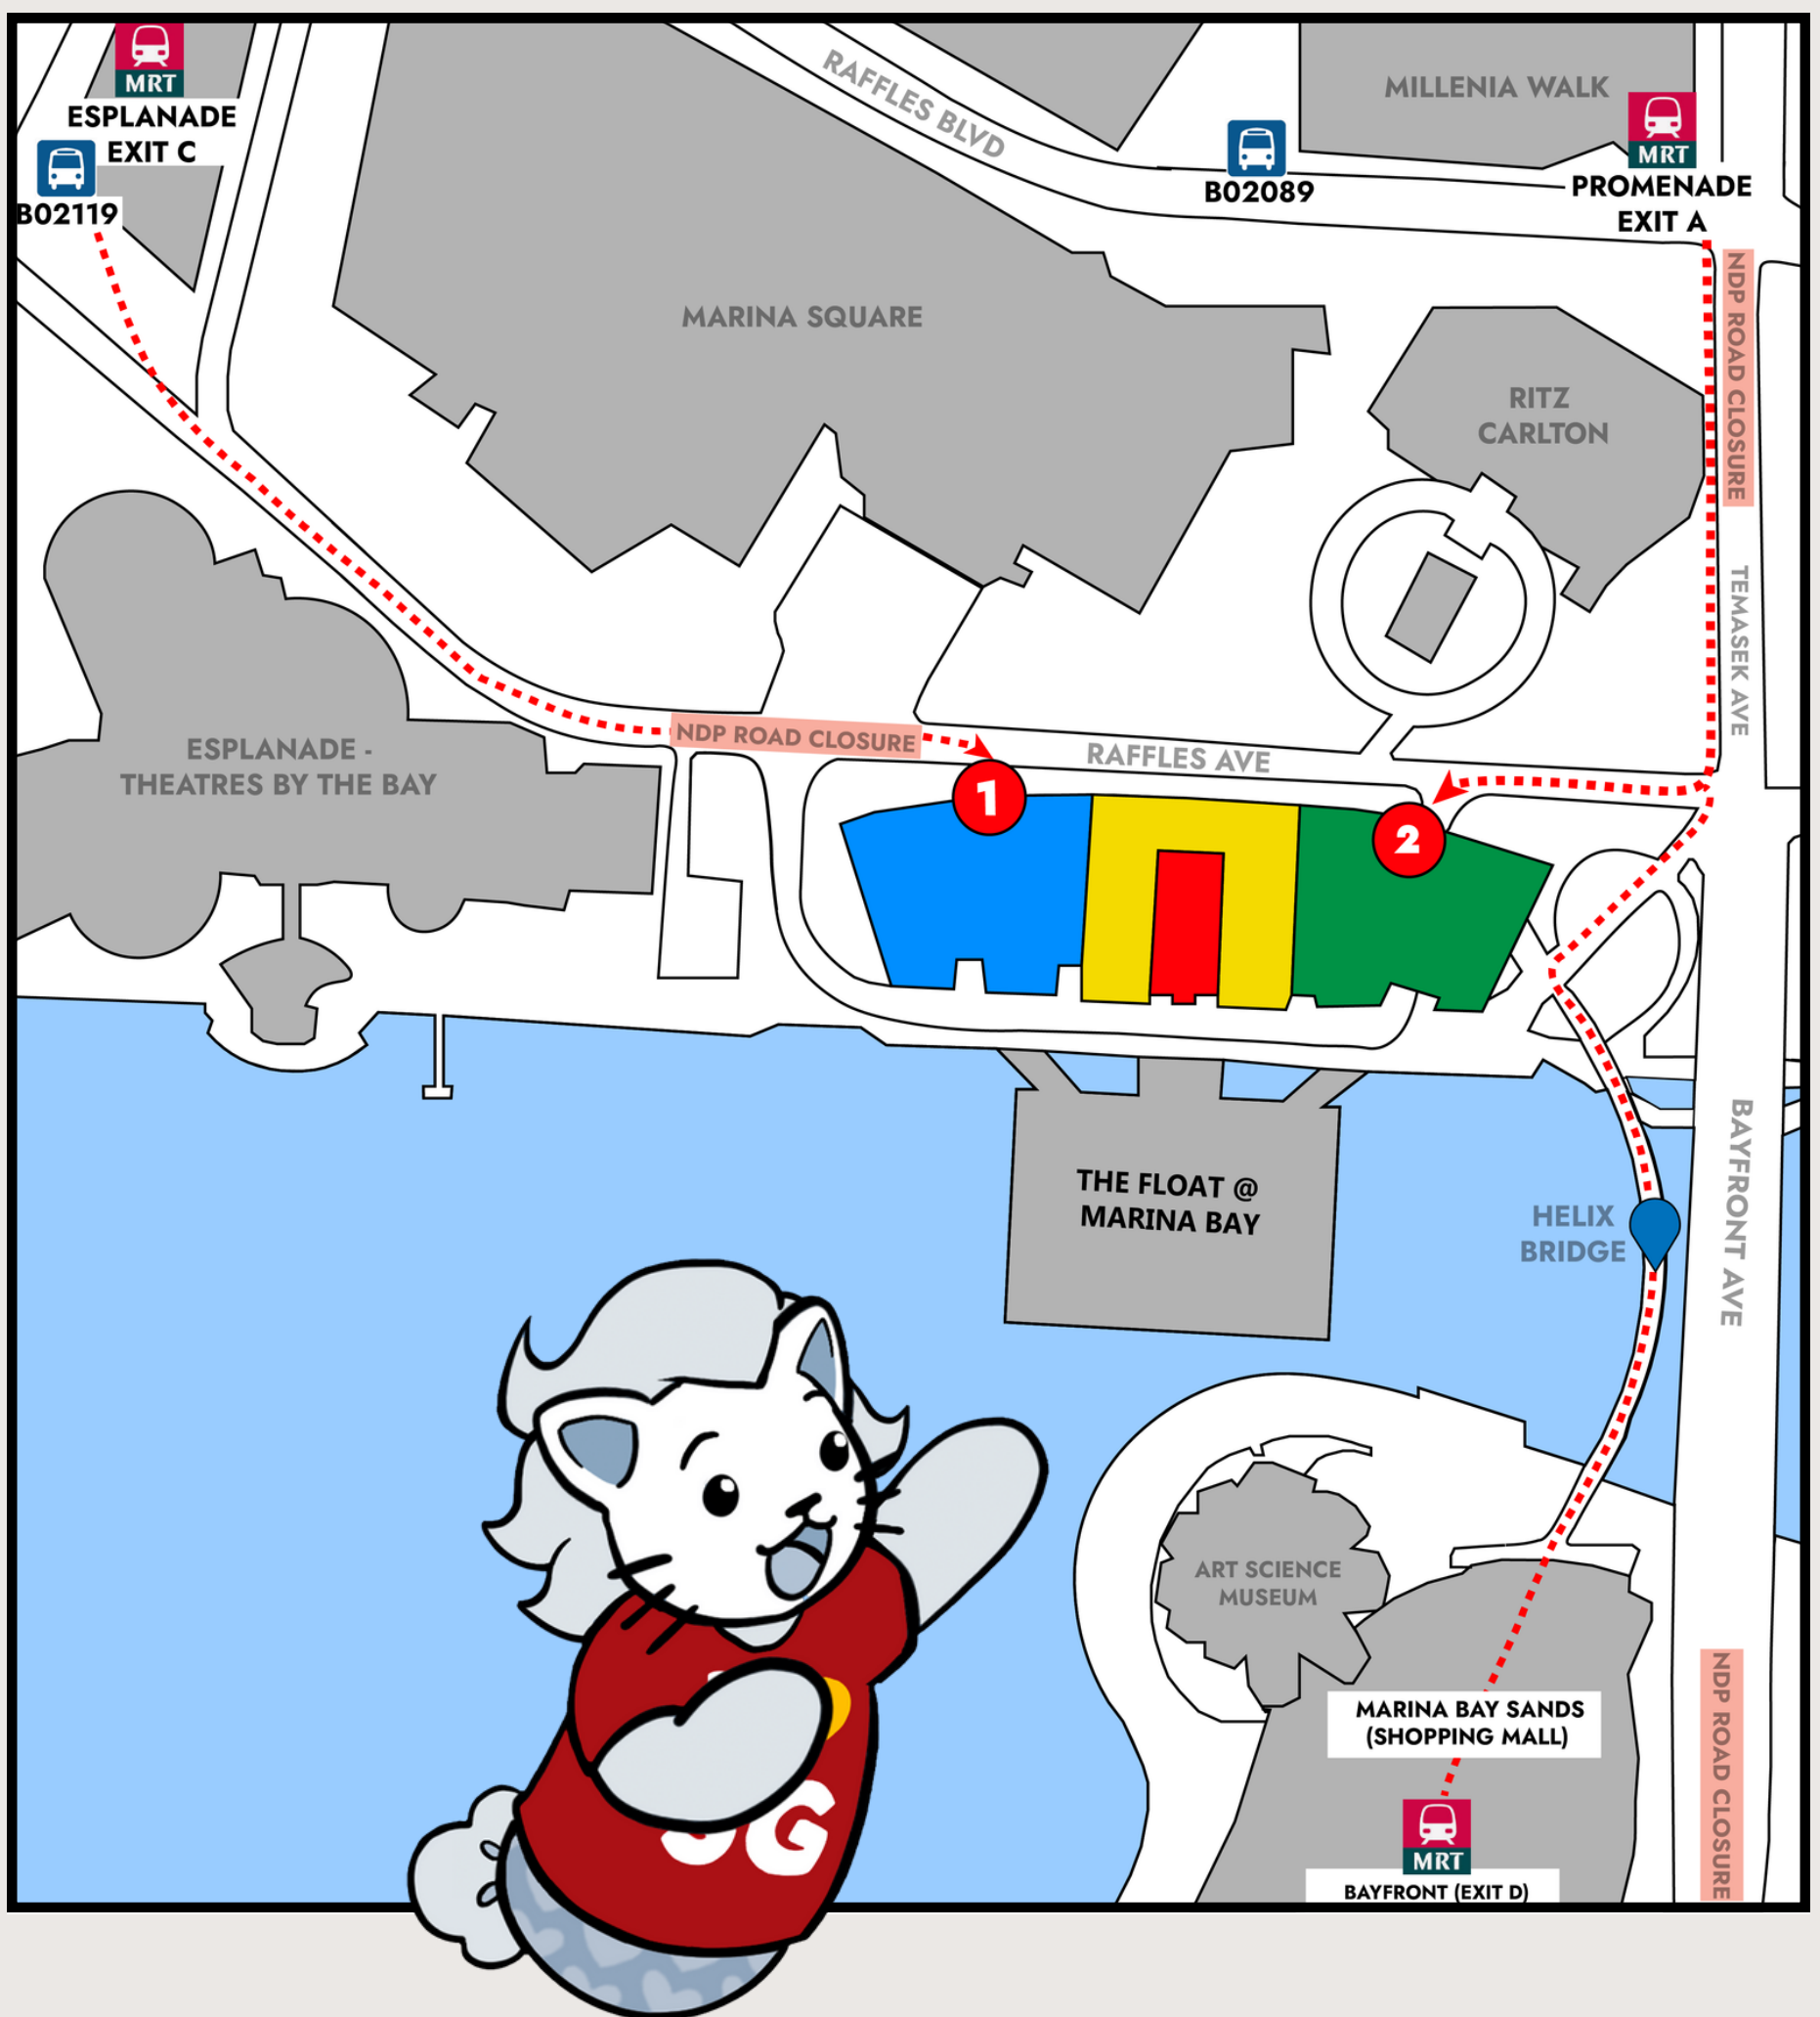 MRT
ESPLANADE
EXIT C
B02119
RAFFLES BLVD
B02089
MILLENIA WALK
MRT
PROMENADE
EXIT A
NDP ROAD CLOSURE
MARINA SQUARE
RITZ
CARLTON
TEMASEK AVE
NDP ROAD CLOSURE
RAFFLES AVE
ESPLANADE -
THEATRES BY THE BAY
1
2
THE FLOAT @
MARINA BAY
HELIX
BRIDGE
BAYFRONT AVE
ART SCIENCE
MUSEUM
MARINA BAY SANDS
(SHOPPING MALL)
NDP ROAD CLOSURE
MRT
BAYFRONT (EXIT D)
SG